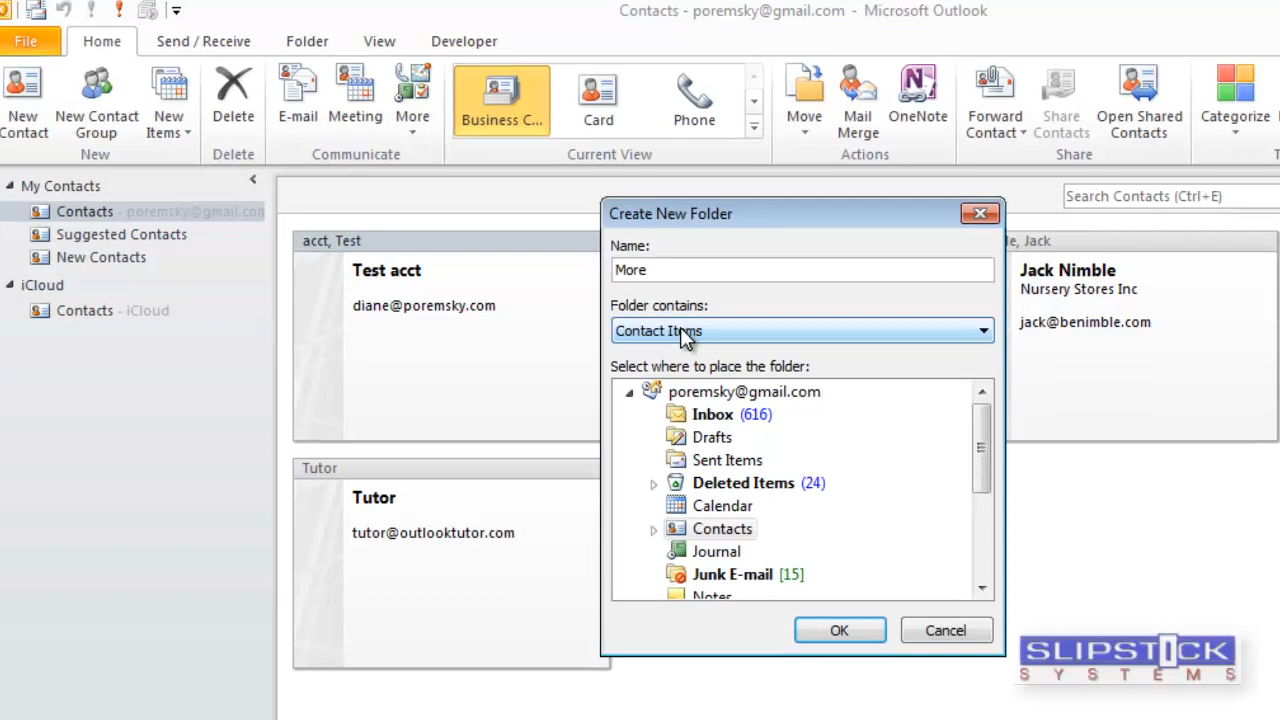 Contacts - poremsky@gmail.com - Microsoft Outlook
File Home Send / Receive Folder View Developer
New Contact
New Contact Group
New Items
Delete
E-mail
Meeting
More
Business C...
Card
Phone
Move
Mail Merge
OneNote
Forward Contact
Share Contacts
Open Shared Contacts
Categorize
New Delete Communicate Current View Actions Share
My Contacts
Contacts - poremsky@gmail.com
Suggested Contacts
New Contacts
iCloud
Contacts - iCloud
Search Contacts (Ctrl+E)
acct, Test
Test acct
diane@poremsky.com
Tutor
Tutor
tutor@outlooktutor.com
Create New Folder
Name:
More
Folder contains:
Contact Items
Select where to place the folder:
poremsky@gmail.com
Inbox (616)
Drafts
Sent Items
Deleted Items (24)
Calendar
Contacts
Journal
Junk E-mail [15]
Notes
OK Cancel
le, Jack
Jack Nimble
Nursery Stores Inc
jack@benimble.com
SLIPSTICK
SYSTEMS